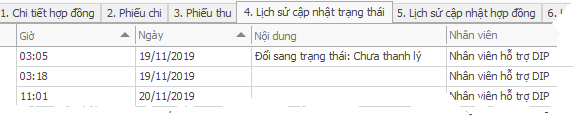 1. Chi tiết hợp đồng 2. Phiếu chi 3. Phiếu thu 4. Lịch sử cập nhật trạng thái 5. Lịch sử cập nhật hợp đồng 6.
Giờ Ngày Nội dung Nhân viên
03:05 19/11/2019 Đổi sang trạng thái: Chưa thanh lý Nhân viên hỗ trợ DIP
03:18 19/11/2019 Nhân viên hỗ trợ DIP
11:01 20/11/2019 Nhân viên hỗ trợ DIP